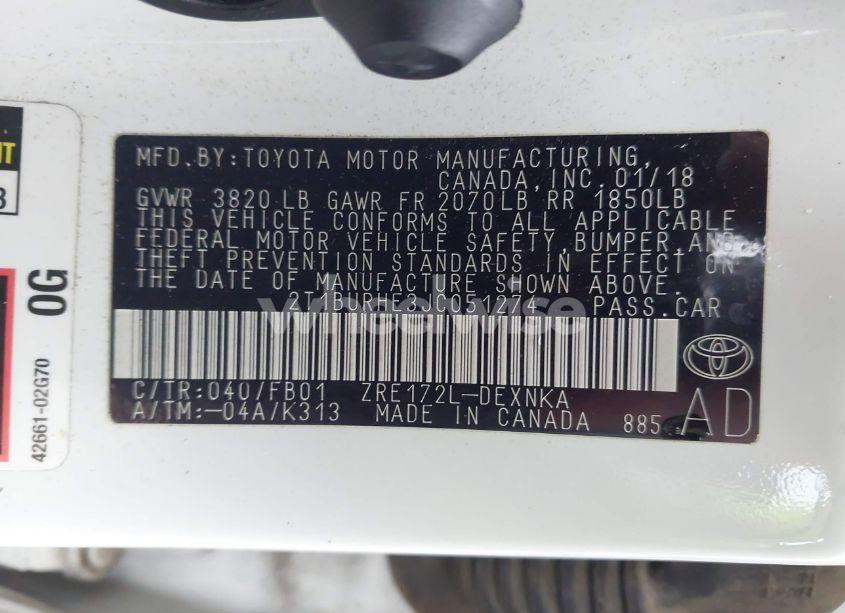 MFD.BY:TOYOTA MOTOR MANUFACTURING,
CANADA,INC.01/18
GVWR 3820 LB GAWR FR 2070LB RR 1850LB
THIS VEHICLE CONFORMS TO ALL APPLICABLE
FEDERAL MOTOR VEHICLE SAFETY,BUMPER,AND
THEFT PREVENTION STANDARDS IN EFFECT ON
THE DATE OF MANUFACTURE SHOWN ABOVE.
2T1BURHE3JC051274 PASS.CAR
wheelwise
C/TR:040/FB01 ZRE172L-DEXNKA
A/TM:-04A/K313 MADE IN CANADA 885
AD
0G
42661-02G70